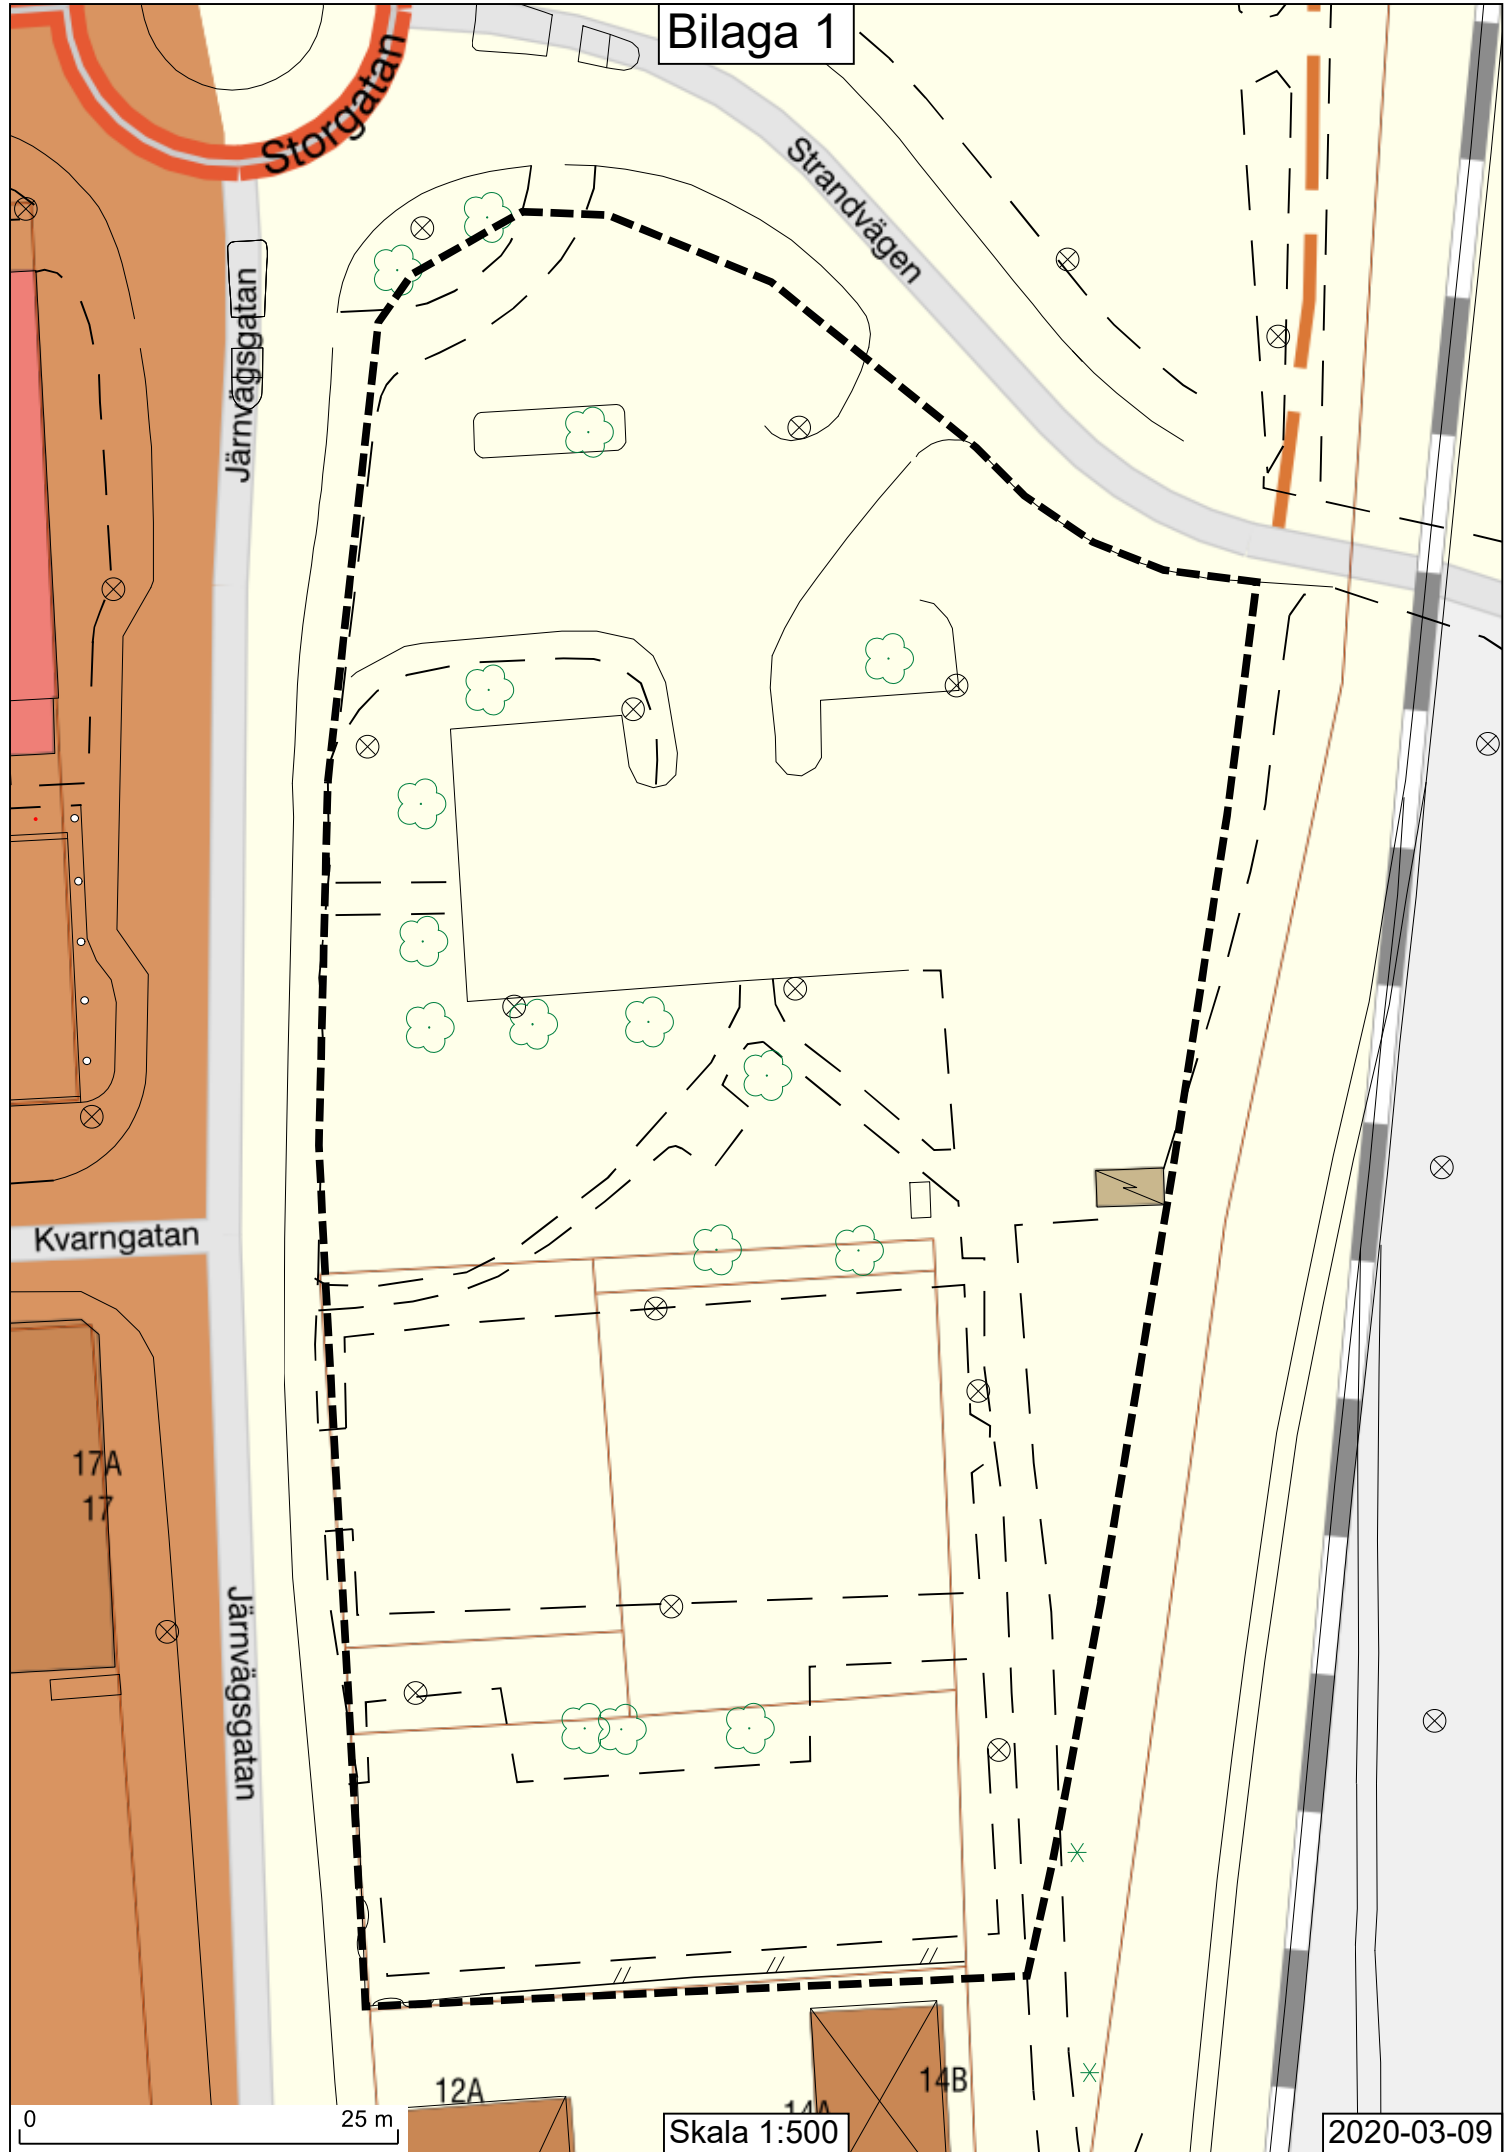 Bilaga 1
Storgatan
Strandvägen
Järnvägsgatan
Kvarngatan
17A
17
Järnvägsgatan
12A
14A
14B
0 25 m
Skala 1:500
2020-03-09